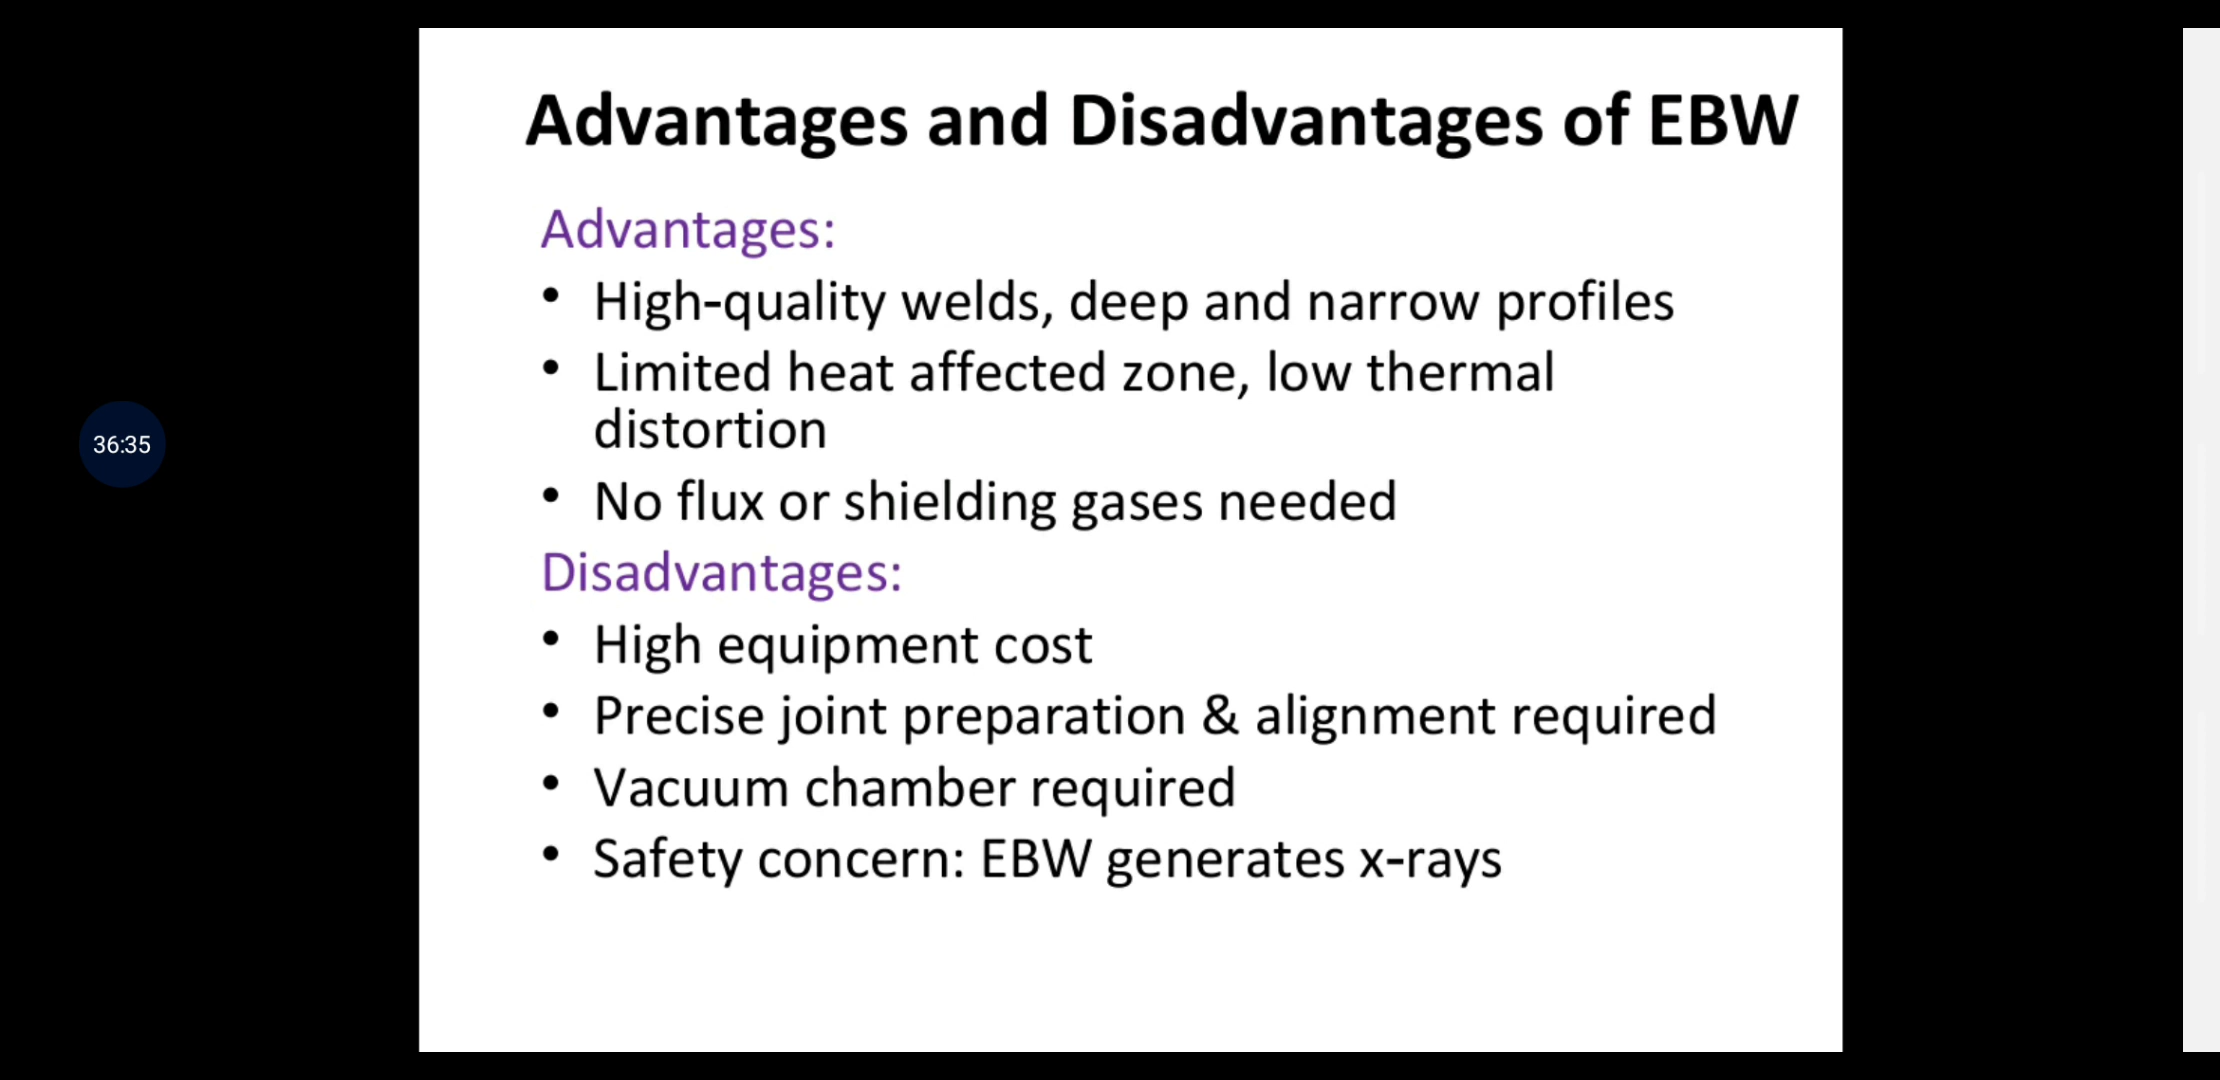 Advantages and Disadvantages of EBW
Advantages:
• High-quality welds, deep and narrow profiles
• Limited heat affected zone, low thermal
distortion
• No flux or shielding gases needed
Disadvantages:
• High equipment cost
• Precise joint preparation & alignment required
• Vacuum chamber required
• Safety concern: EBW generates x-rays
36:35